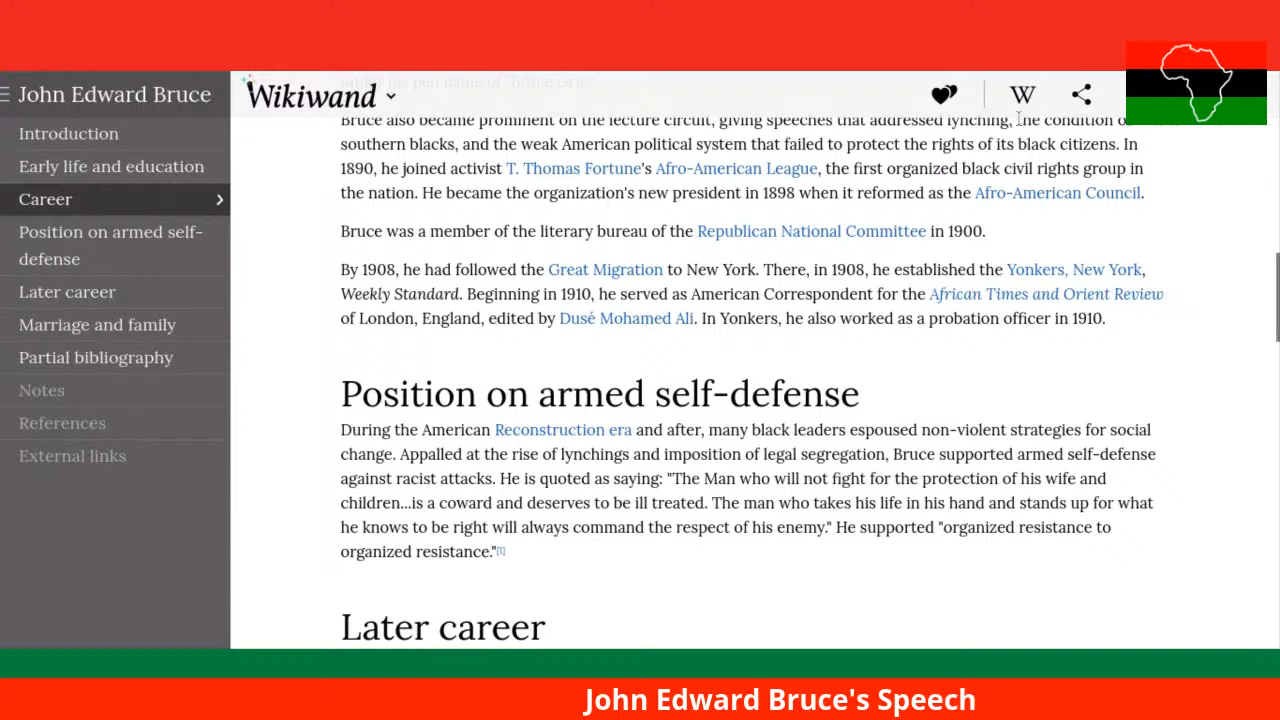 John Edward Bruce
Introduction
Early life and education
Career
Position on armed self-
defense
Later career
Marriage and family
Partial bibliography
Notes
References
External links
Wikiwand
W
Bruce also became prominent on the lecture circuit, giving speeches that addressed lynching, the condition
southern blacks, and the weak American political system that failed to protect the rights of its black citizens. In
1890, he joined activist T. Thomas Fortune's Afro-American League, the first organized black civil rights group in
the nation. He became the organization's new president in 1898 when it reformed as the Afro-American Council.
Bruce was a member of the literary bureau of the Republican National Committee in 1900.
By 1908, he had followed the Great Migration to New York. There, in 1908, he established the Yonkers, New York,
Weekly Standard. Beginning in 1910, he served as American Correspondent for the African Times and Orient Review
of London, England, edited by Dusé Mohamed Ali. In Yonkers, he also worked as a probation officer in 1910.
Position on armed self-defense
During the American Reconstruction era and after, many black leaders espoused non-violent strategies for social
change. Appalled at the rise of lynchings and imposition of legal segregation, Bruce supported armed self-defense
against racist attacks. He is quoted as saying: "The Man who will not fight for the protection of his wife and
children...is a coward and deserves to be ill treated. The man who takes his life in his hand and stands up for what
he knows to be right will always command the respect of his enemy." He supported "organized resistance to
organized resistance."[1]
Later career
John Edward Bruce's Speech